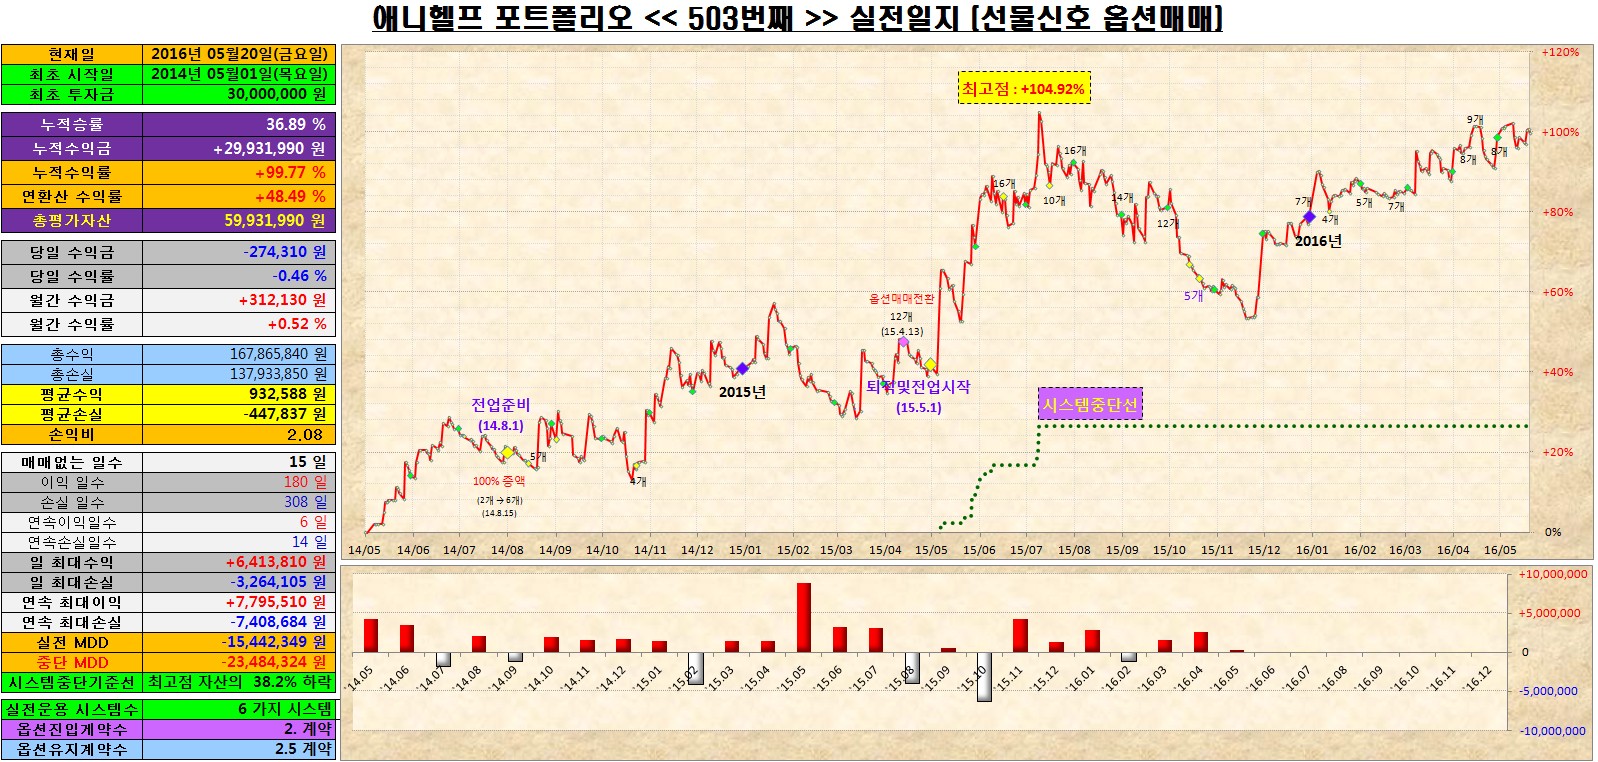 애니헬프 포트폴리오 << 503번째 >> 실전일지 [선물신호 옵션매매]
현재일 2016년 05월20일(금요일)
최초 시작일 2014년 05월01일(목요일)
최초 투자금 30,000,000 원
누적승률 36.89 %
누적수익금 +29,931,990 원
누적수익률 +99.77 %
연환산 수익률 +48.49 %
총평가자산 59,931,990 원
당일 수익금 -274,310 원
당일 수익률 -0.46 %
월간 수익금 +312,130 원
월간 수익률 +0.52 %
총수익 167,865,840 원
총손실 137,933,850 원
평균수익 932,588 원
평균손실 -447,837 원
손익비 2.08
매매없는 일수 15 일
이익 일수 180 일
손실 일수 308 일
연속이익일수 6 일
연속손실일수 14 일
일 최대수익 +6,413,810 원
일 최대손실 -3,264,105 원
연속 최대이익 +7,795,510 원
연속 최대손실 -7,408,684 원
실전 MDD -15,442,349 원
중단 MDD -23,484,324 원
시스템중단기준선 최고점 자산의 38.2% 하락
실전운용 시스템수 6 가지 시스템
옵션진입계약수 2. 계약
옵션유지계약수 2.5 계약
+120%
+100%
+80%
+60%
+40%
+20%
0%
최고점 : +104.92%
전업준비
(14.8.1)
5개
100% 증액
(2개 → 6개)
(14.8.15)
4개
2015년
옵션매매전환
12개
(15.4.13)
퇴직및전업시작
(15.5.1)
16개
10개
16개
14개
12개
5개
시스템중단선
7개
2016년
4개
5개
7개
8개
9개
8개
14/05 14/06 14/07 14/08 14/09 14/10 14/11 14/12 15/01 15/02 15/03 15/04 15/05 15/06 15/07 15/08 15/09 15/10 15/11 15/12 16/01 16/02 16/03 16/04 16/05
+10,000,000
+5,000,000
0
-5,000,000
-10,000,000
'14.05 '14.06 '14.07 '14.08 '14.09 '14.10 '14.11 '14.12 '15.01 '15.02 '15.03 '15.04 '15.05 '15.06 '15.07 '15.08 '15.09 '15.10 '15.11 '15.12 '16.01 '16.02 '16.03 '16.04 '16.05 '16.06 '16.07 '16.08 '16.09 '16.10 '16.11 '16.12